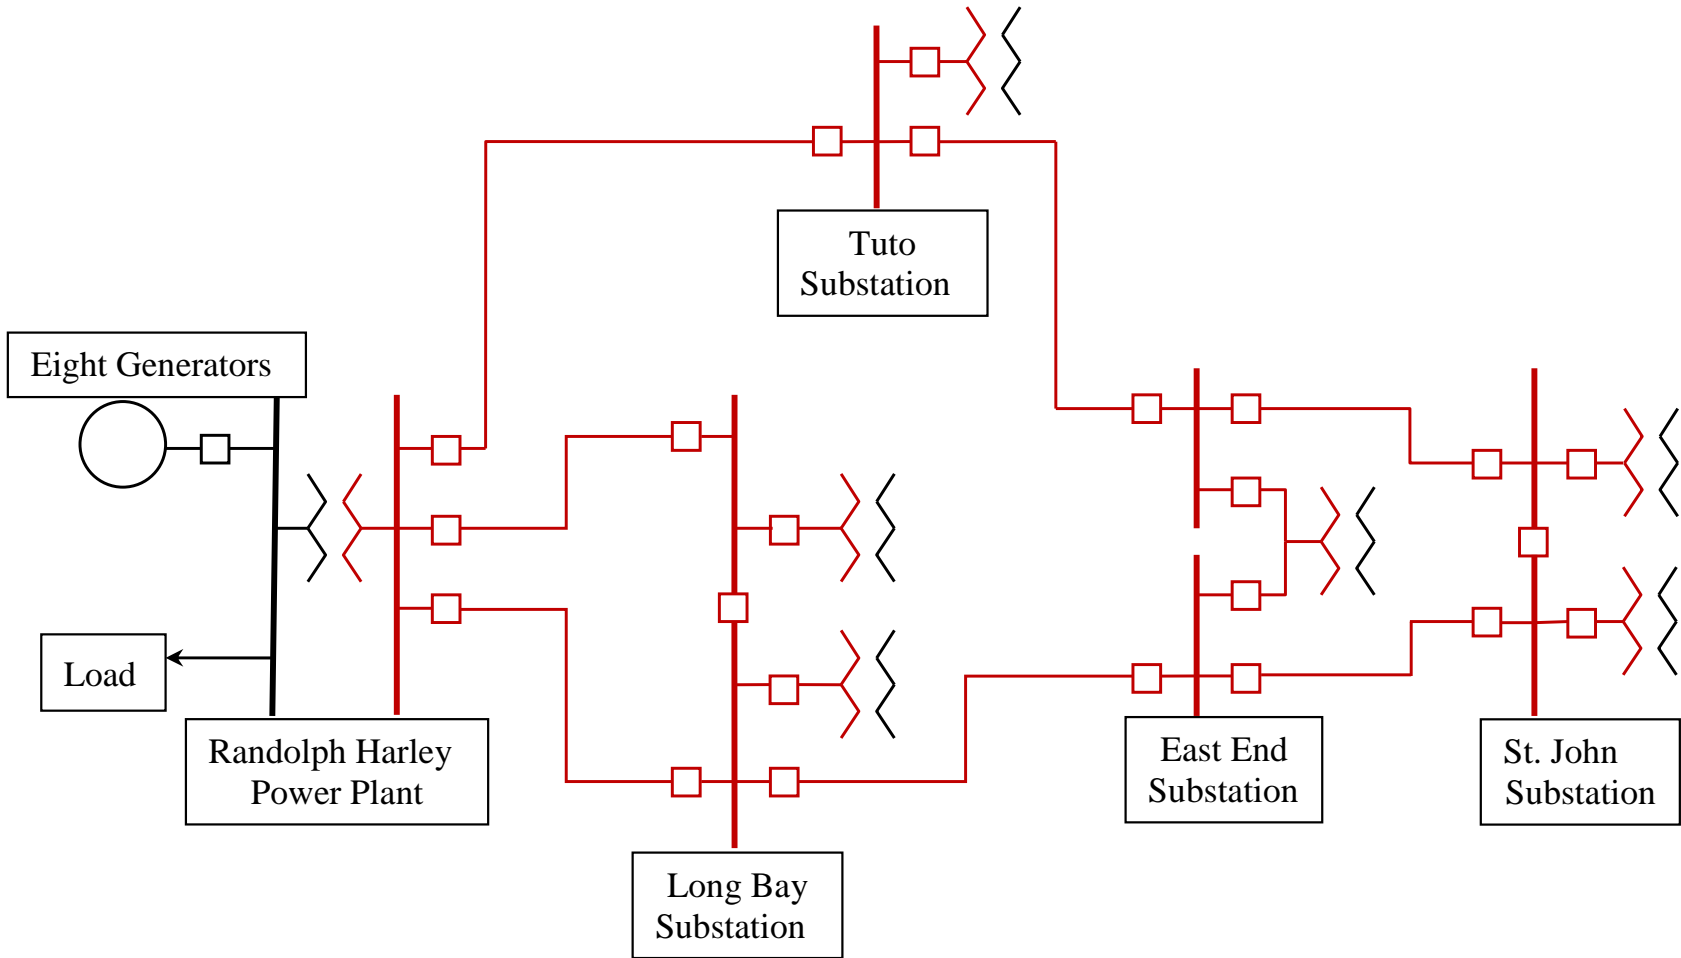 Tuto
Substation
Eight Generators
Load
Randolph Harley
Power Plant
East End
Substation
St. John
Substation
Long Bay
Substation